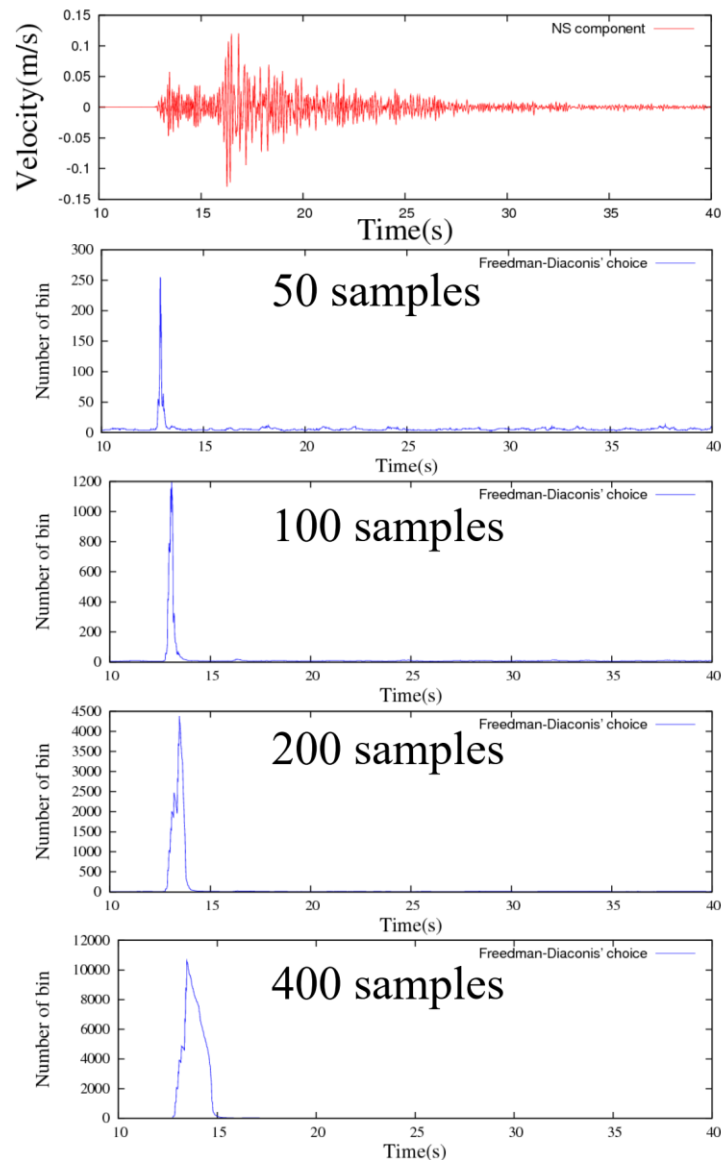 0.15
NS component
0.1
0.05
0
-0.05
-0.1
-0.15
Velocity(m/s)
10 15 20 25 30 35 40
Time(s)
300
Freedman-Diaconis' choice
250
50 samples
200
150
100
50
0
Number of bin
10 15 20 25 30 35 40
Time(s)
1200
Freedman-Diaconis' choice
1000
100 samples
800
600
400
200
0
Number of bin
10 15 20 25 30 35 40
Time(s)
4500
Freedman-Diaconis' choice
4000
200 samples
3500
3000
2500
2000
1500
1000
500
0
Number of bin
10 15 20 25 30 35 40
Time(s)
12000
Freedman-Diaconis' choice
10000
400 samples
8000
6000
4000
2000
0
Number of bin
10 15 20 25 30 35 40
Time(s)